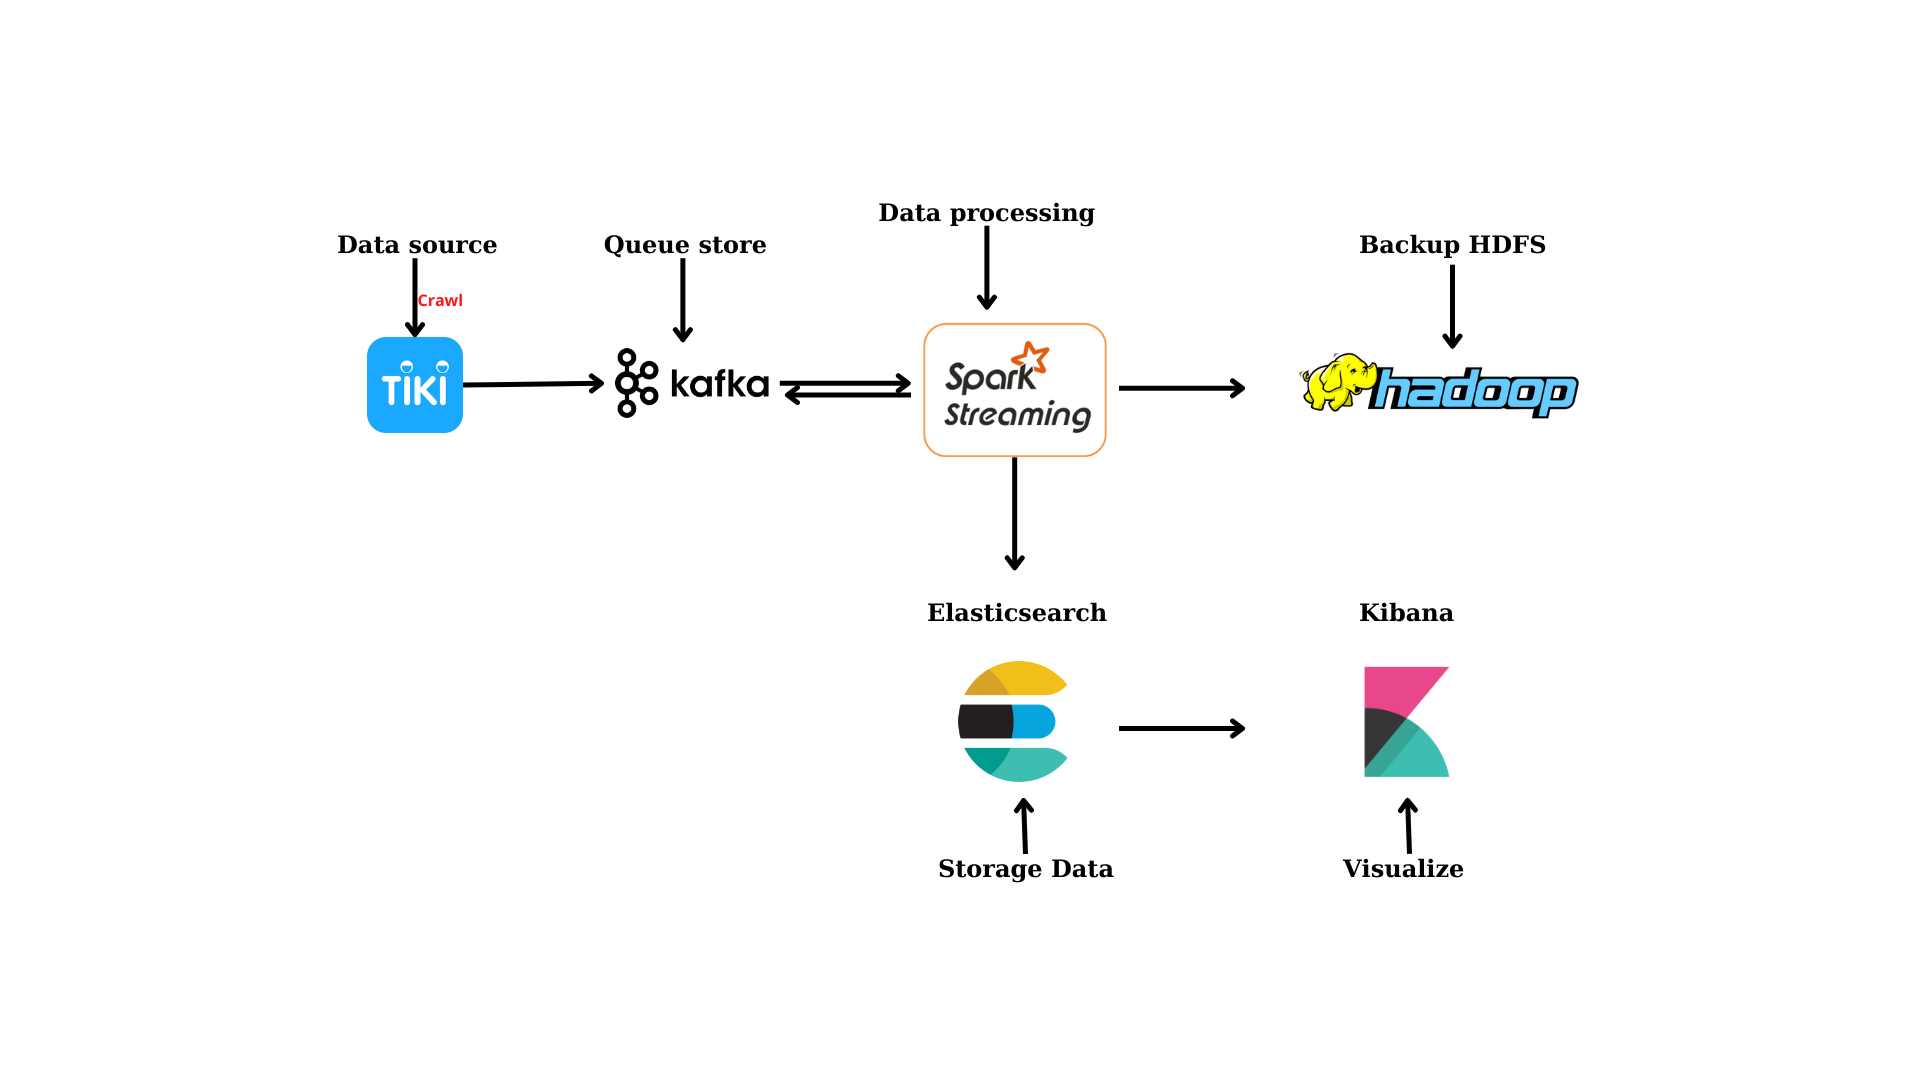 Data processing
Data source
Queue store
Backup HDFS
Crawl
TIKI
kafka
Spark
Streaming
hadoop
Elasticsearch
Kibana
Storage Data
Visualize